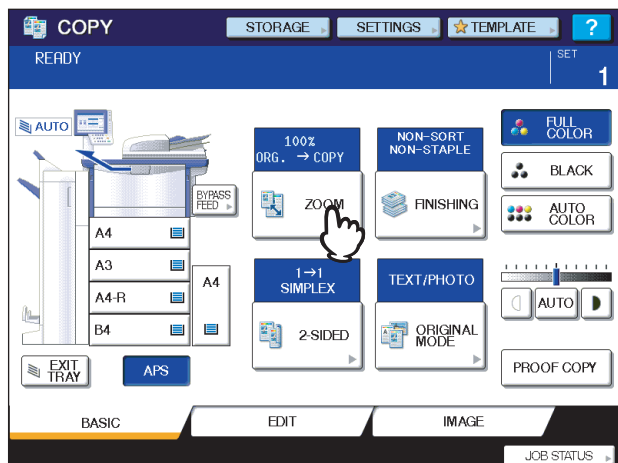 COPY
STORAGE
SETTINGS
TEMPLATE
?
READY
SET
1
AUTO
BYPASS
FEED
A4
A3
A4-R
B4
A4
EXIT
TRAY
APS
100%
ORG. → COPY
ZOOM
NON-SORT
NON-STAPLE
FINISHING
1→1
SIMPLEX
2-SIDED
TEXT/PHOTO
ORIGINAL
MODE
FULL
COLOR
BLACK
AUTO
COLOR
AUTO
PROOF COPY
BASIC
EDIT
IMAGE
JOB STATUS